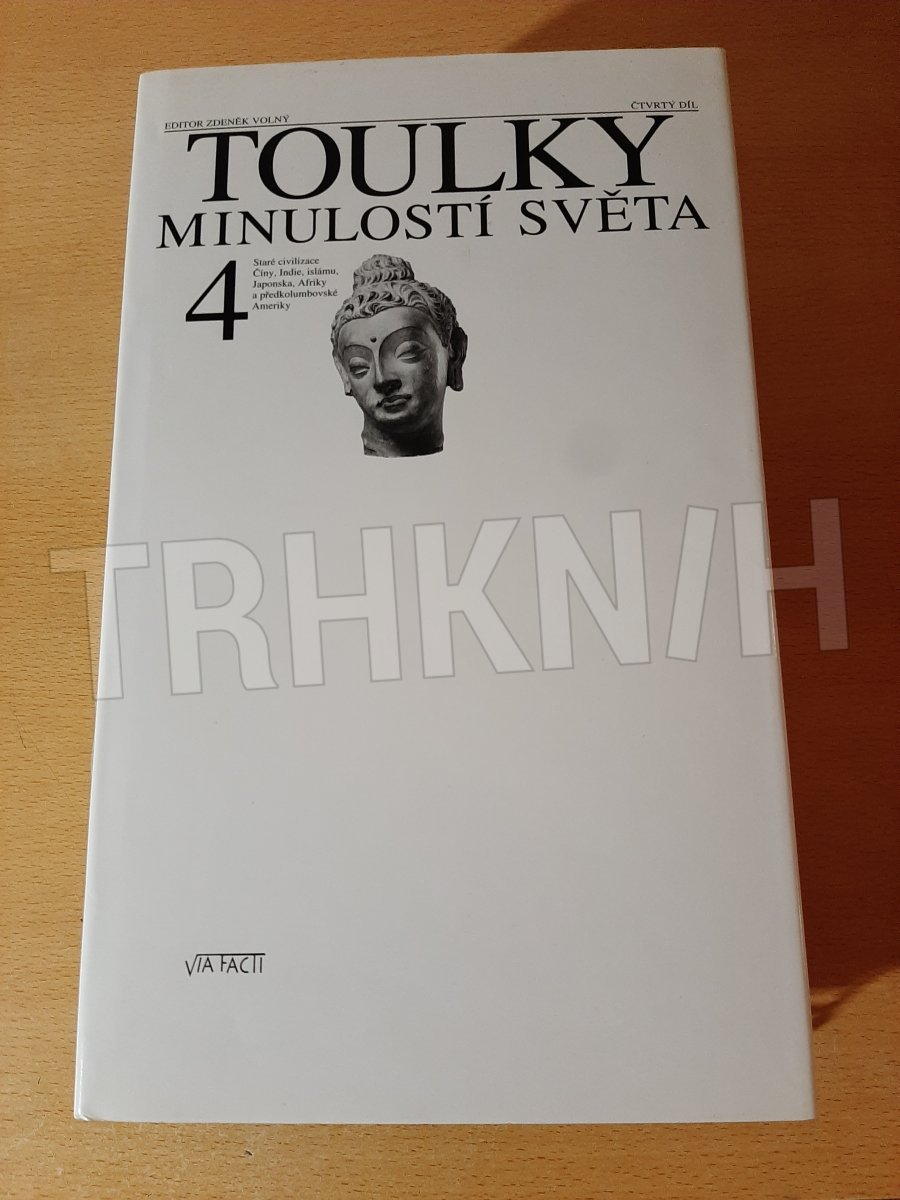 EDITOR ZDENĚK VOLNÝ
ČTVRTÝ DÍL
TOULKY
MINULOSTÍ SVĚTA
4
Staré civilizace
Číny, Indie, islámu,
Japonska, Afriky
a předkolumbovské
Ameriky
TRHKN/H
VIA FACTI